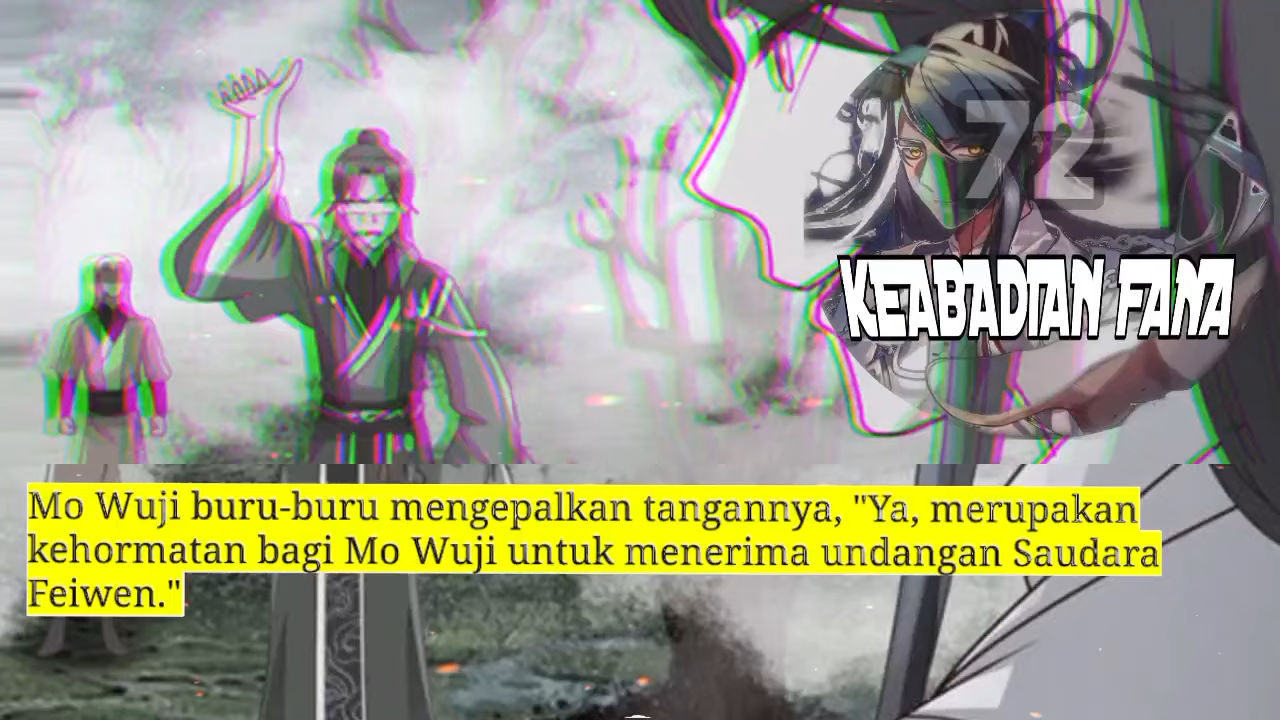 72
KEABADIAN FANA
Mo Wuji buru-buru mengepalkan tangannya, "Ya, merupakan
kehormatan bagi Mo Wuji untuk menerima undangan Saudara
Feiwen."